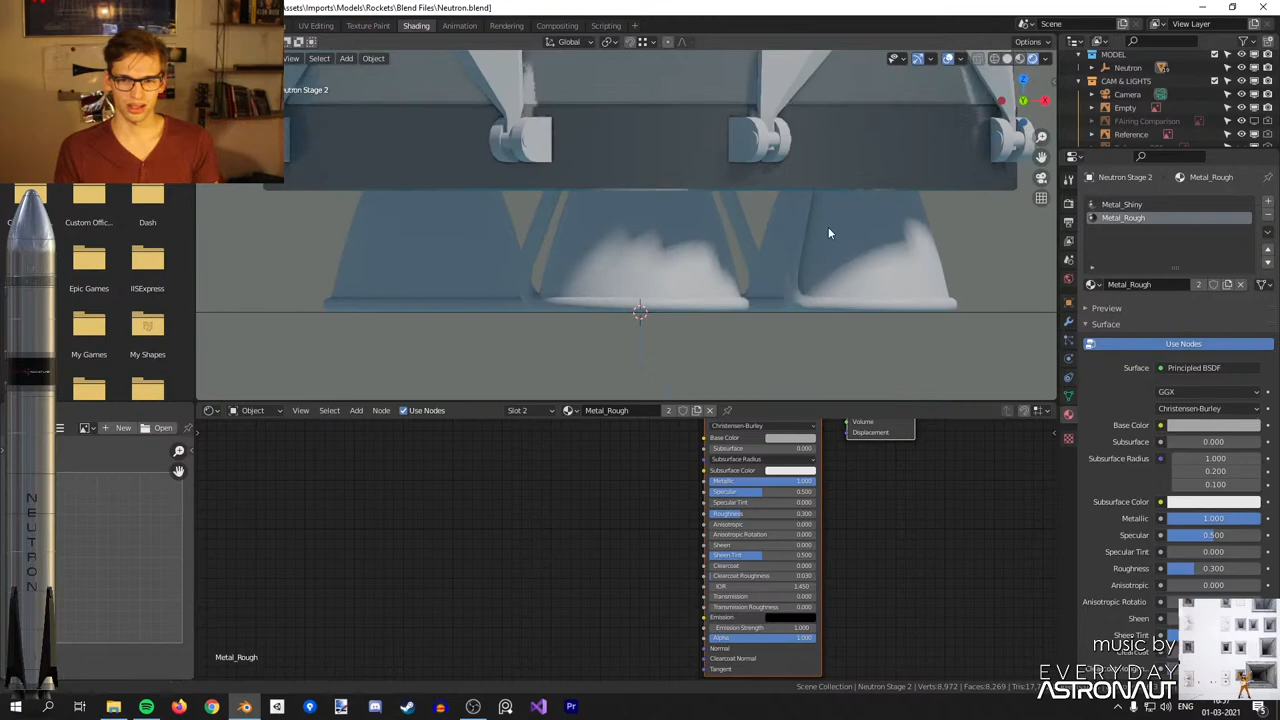 Assets\Imports\Models\Rockets\Blend Files\Neutron.blend]
UV Editing
Texture Paint
Shading
Animation
Rendering
Compositing
Scripting
Scene
View Layer
Global
Options
View
Select
Add
Object
Neutron Stage 2
MODEL
Neutron
CAM & LIGHTS
Camera
Empty
FAiring Comparison
Reference
Neutron Stage 2
Metal_Rough
Metal_Shiny
Metal_Rough
Metal_Rough
2
Preview
Surface
Use Nodes
Surface
Principled BSDF
GGX
Christensen-Burley
Base Color
Subsurface
0.000
Subsurface Radius
1.000
0.200
0.100
Subsurface Color
Metallic
1.000
Specular
0.500
Specular Tint
0.000
Roughness
0.300
Anisotropic
0.000
Anisotropic Rotatio
Sheen
Custom Offic...
Dash
Epic Games
IISExpress
My Games
My Shapes
New
Open
NEUTRON
Object
View
Select
Add
Node
Use Nodes
Slot 2
Metal_Rough
2
Christensen-Burley
Base Color
Subsurface
0.000
Subsurface Radius
Subsurface Color
Metallic
1.000
Specular
0.500
Specular Tint
0.000
Roughness
0.300
Anisotropic
0.000
Anisotropic Rotation
0.000
Sheen
0.000
Sheen Tint
0.500
Clearcoat
0.000
Clearcoat Roughness
0.030
IOR
1.450
Transmission
0.000
Transmission Roughness
0.000
Emission
Emission Strength
1.000
Alpha
1.000
Normal
Clearcoat Normal
Tangent
Volume
Displacement
Metal_Rough
music by
EVERYDAY
ASTRONAUT
Scene Collection | Neutron Stage 2 | Verts:8,972 | Faces:8,269 | Tris:17,
01-03-2021